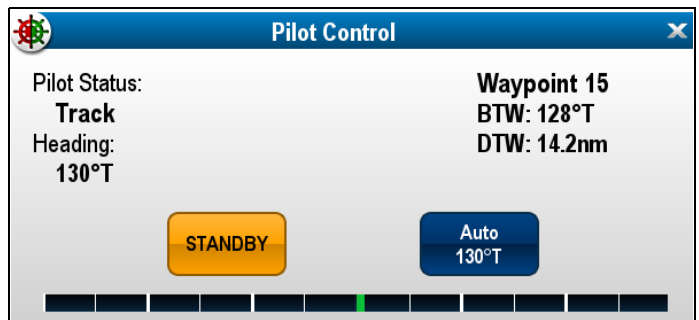 Pilot Control
Pilot Status:
Track
Heading:
130°T
Waypoint 15
BTW: 128°T
DTW: 14.2nm
STANDBY
Auto
130°T